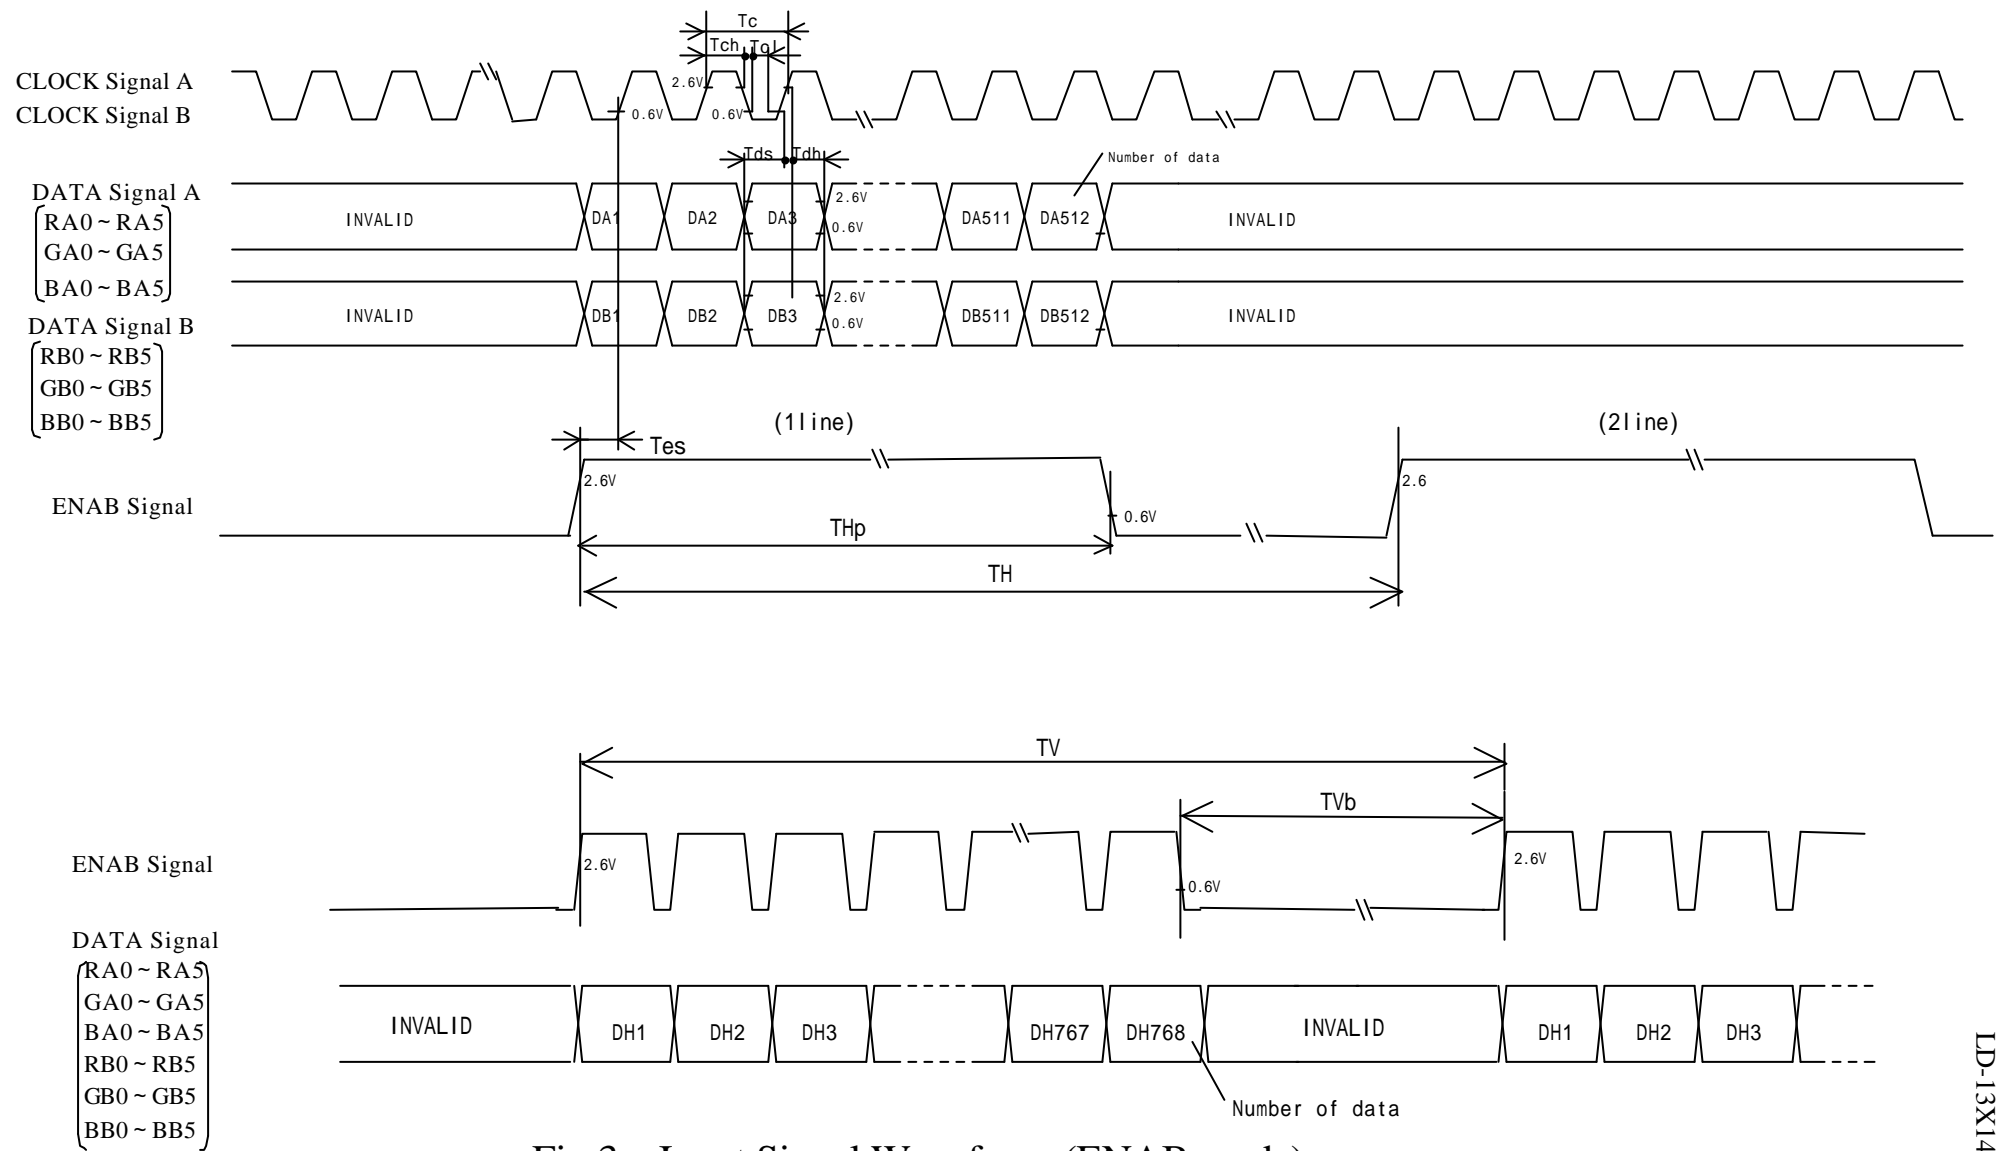 Tc
Tch Tcl
CLOCK Signal A
2.6V
CLOCK Signal B
0.6V 0.6V
Tds Tdh
Number of data
DATA Signal A
RA0 ~ RA5
GA0 ~ GA5
BA0 ~ BA5
INVALID DA1 DA2 DA3 2.6V 0.6V DA511 DA512 INVALID
DATA Signal B
RB0 ~ RB5
GB0 ~ GB5
BB0 ~ BB5
INVALID DB1 DB2 DB3 2.6V 0.6V DB511 DB512 INVALID
(1line) (2line)
Tes
ENAB Signal
2.6V 0.6V 2.6
THp
TH
TV
TVb
ENAB Signal
2.6V 0.6V 2.6V
DATA Signal
RA0 ~ RA5
GA0 ~ GA5
BA0 ~ BA5
RB0 ~ RB5
GB0 ~ GB5
BB0 ~ BB5
INVALID DH1 DH2 DH3 DH767 DH768 INVALID DH1 DH2 DH3
Number of data
LD-13X14